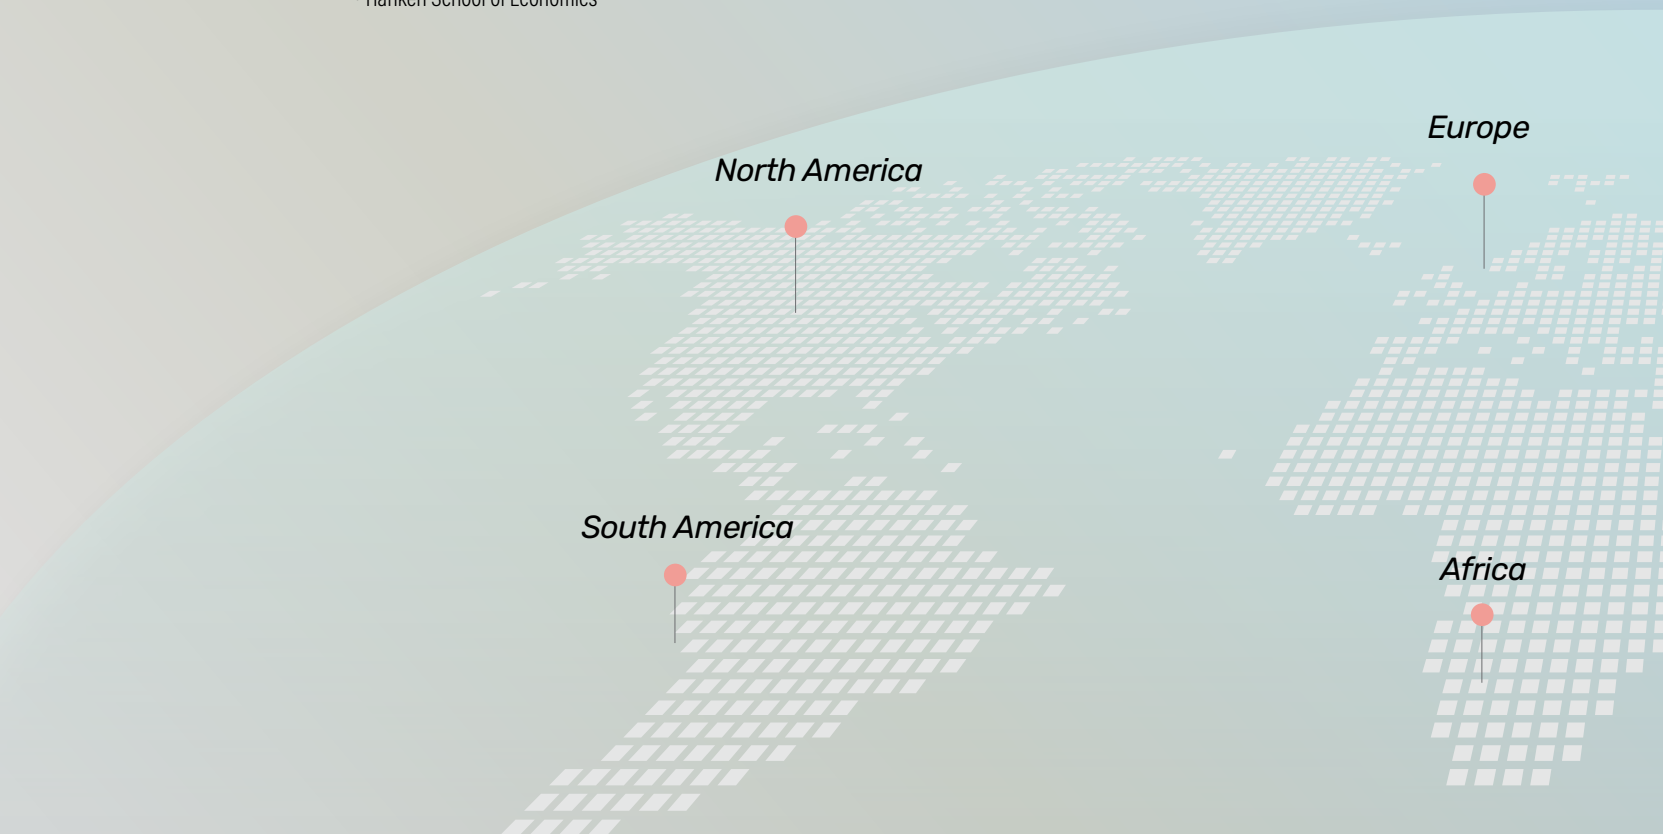 Hanken School of Economics
Europe
North America
South America
Africa